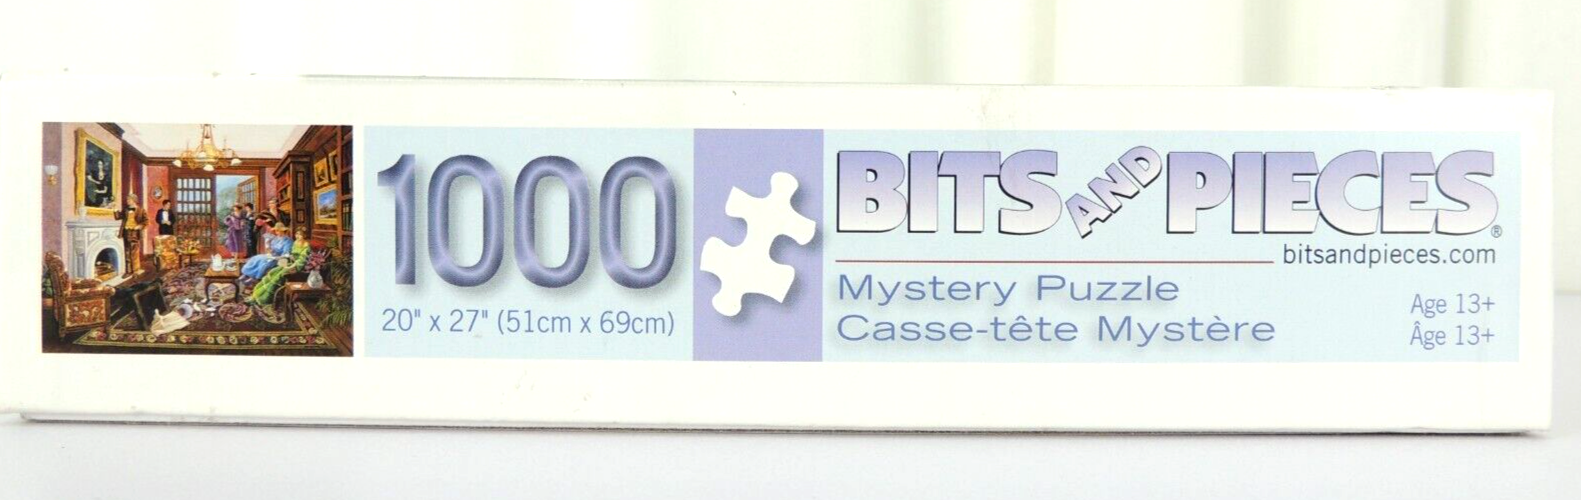 1000
20" x 27" (51cm x 69cm)
BITS AND PIECES®
bitsandpieces.com
Mystery Puzzle
Casse-tête Mystère
Age 13+
Âge 13+